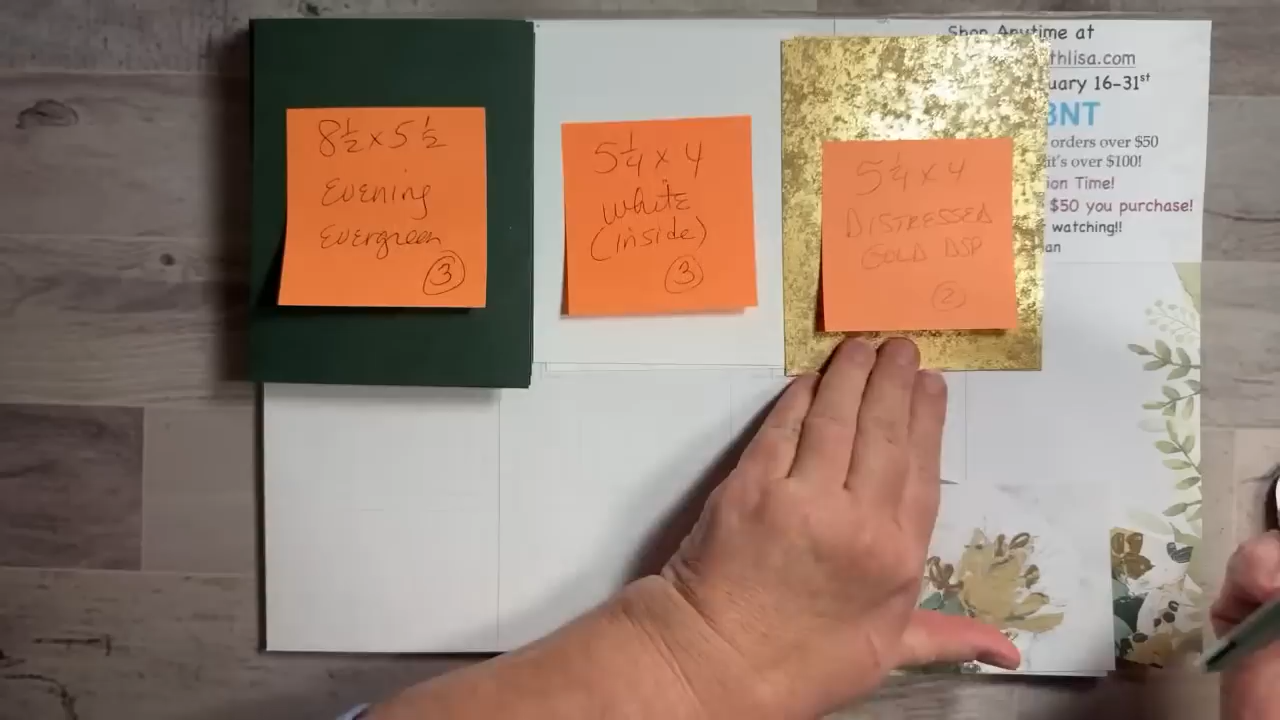 8½ x 5½
Evening
Evergreen
3
5¼ x 4
white
(inside)
3
5¼ x 4
DISTRESSED
GOLD DSP
2
Shop Anytime at
thlisa.com
uary 16-31st
BNT
orders over $50
it's over $100!
ion Time!
$50 you purchase!
watching!!
an